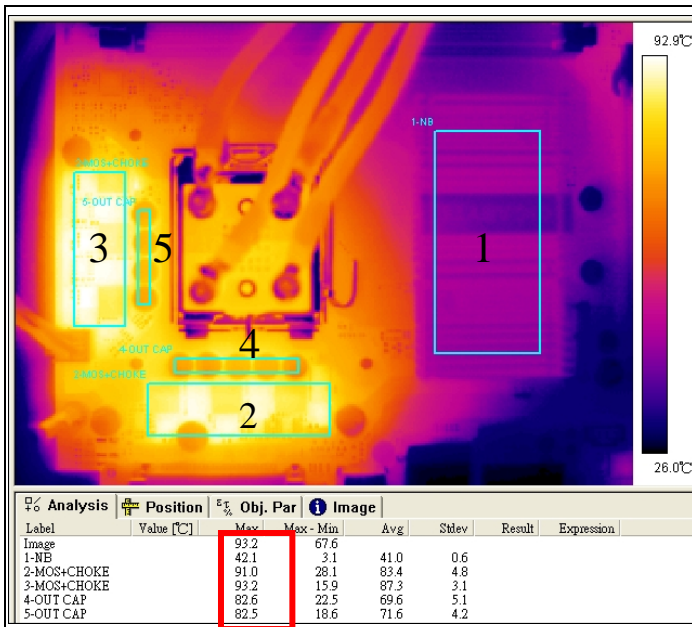 92.9°C
1-NB
3-MOS+CHOKE
5-OUT CAP
3
5
1
4
4-OUT CAP
2-MOS+CHOKE
2
26.0°C
Analysis Position Obj. Par Image
Label Value [°C] Max Max - Min Avg Stdev Result Expression
Image 93.2 67.6
1-NB 42.1 3.1 41.0 0.6
2-MOS+CHOKE 91.0 28.1 83.4 4.8
3-MOS+CHOKE 93.2 15.9 87.3 3.1
4-OUT CAP 82.6 22.5 69.6 5.1
5-OUT CAP 82.5 18.6 71.6 4.2